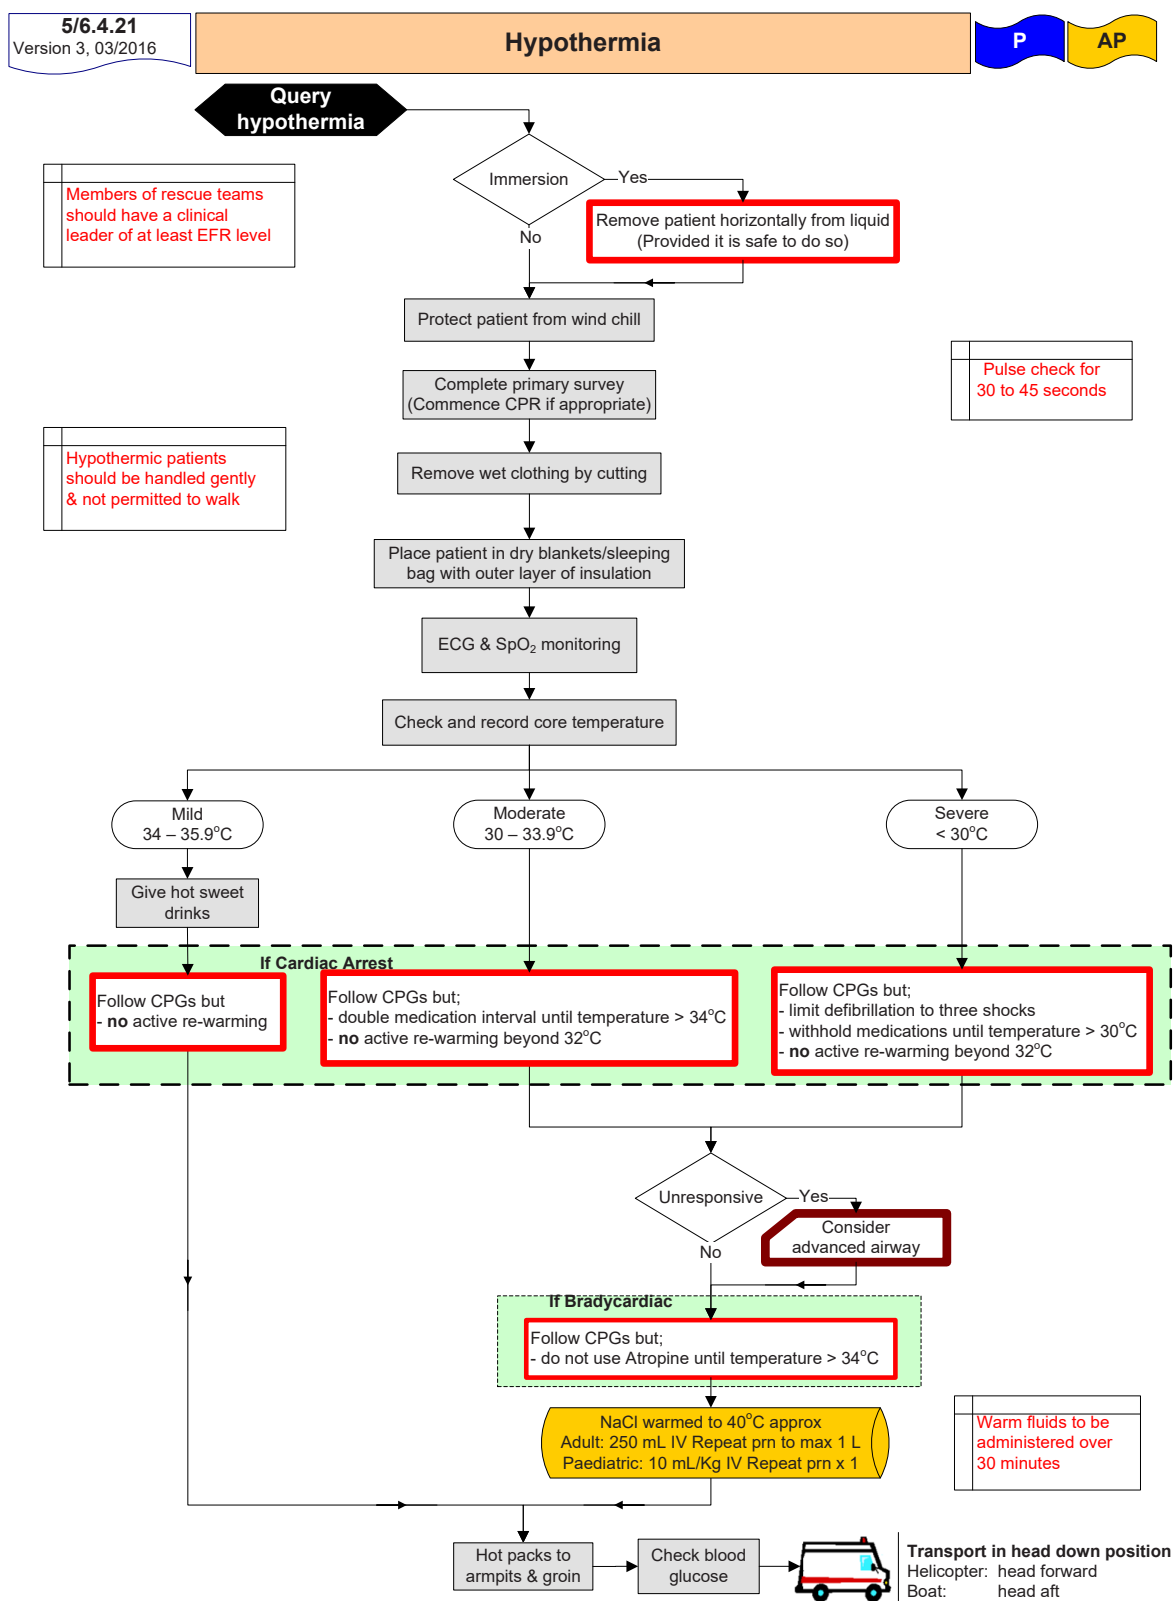 5/6.4.21
Version 3, 03/2016
Hypothermia
P
AP
Query
hypothermia
Immersion
Yes
No
Remove patient horizontally from liquid
(Provided it is safe to do so)
Members of rescue teams
should have a clinical
leader of at least EFR level
Protect patient from wind chill
Complete primary survey
(Commence CPR if appropriate)
Pulse check for
30 to 45 seconds
Hypothermic patients
should be handled gently
& not permitted to walk
Remove wet clothing by cutting
Place patient in dry blankets/sleeping
bag with outer layer of insulation
ECG & SpO2 monitoring
Check and record core temperature
Mild
34 – 35.9°C
Moderate
30 – 33.9°C
Severe
< 30°C
Give hot sweet
drinks
If Cardiac Arrest
Follow CPGs but
- no active re-warming
Follow CPGs but;
- double medication interval until temperature > 34°C
- no active re-warming beyond 32°C
Follow CPGs but;
- limit defibrillation to three shocks
- withhold medications until temperature > 30°C
- no active re-warming beyond 32°C
Unresponsive
Yes
No
Consider
advanced airway
If Bradycardiac
Follow CPGs but;
- do not use Atropine until temperature > 34°C
NaCl warmed to 40°C approx
Adult: 250 mL IV Repeat prn to max 1 L
Paediatric: 10 mL/Kg IV Repeat prn x 1
Warm fluids to be
administered over
30 minutes
Hot packs to
armpits & groin
Check blood
glucose
Transport in head down position
Helicopter: head forward
Boat: head aft